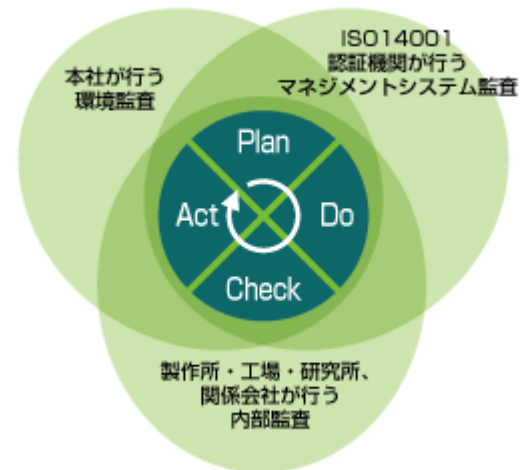 本社が行う
環境監査
ISO14001
認証機関が行う
マネジメントシステム監査
Plan
Act
Do
Check
製作所・工場・研究所、
関係会社が行う
内部監査